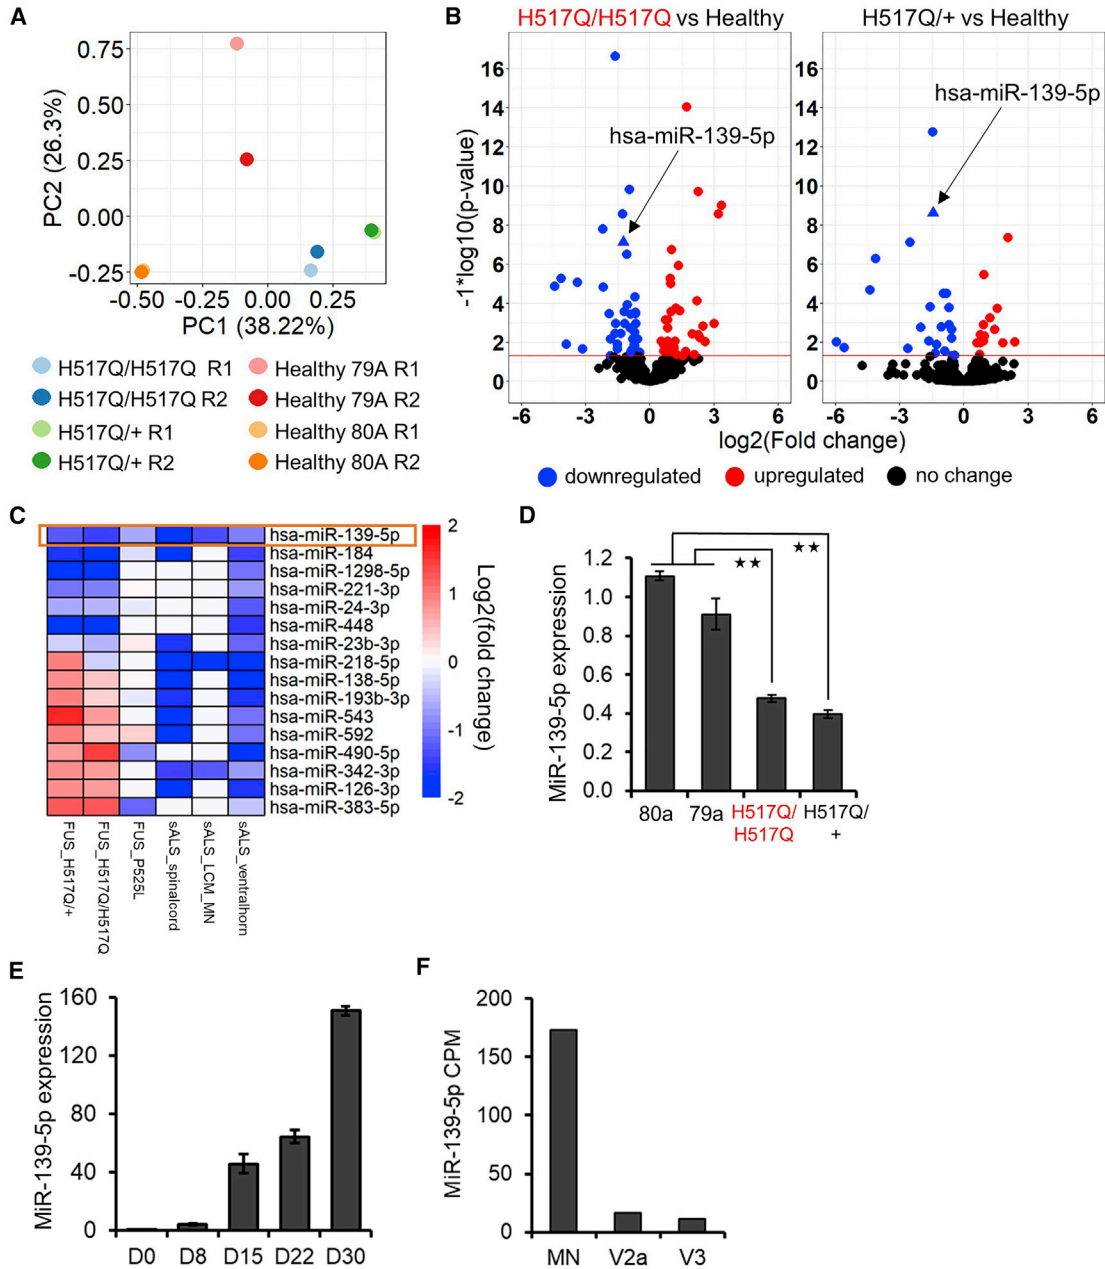 A
0.75
0.50
0.25
0.00
-0.25
PC2 (26.3%)
-0.50 -0.25 0.00 0.25
PC1 (38.22%)
H517Q/H517Q R1
H517Q/H517Q R2
H517Q/+ R1
H517Q/+ R2
Healthy 79A R1
Healthy 79A R2
Healthy 80A R1
Healthy 80A R2
B
H517Q/H517Q vs Healthy
H517Q/+ vs Healthy
-1*log10(p-value)
16
14
12
10
8
6
4
2
0
hsa-miR-139-5p
-6 -3 0 3 6
16
14
12
10
8
6
4
2
0
hsa-miR-139-5p
-6 -3 0 3 6
log2(Fold change)
downregulated upregulated no change
C
hsa-miR-139-5p
hsa-miR-184
hsa-miR-1298-5p
hsa-miR-221-3p
hsa-miR-24-3p
hsa-miR-448
hsa-miR-23b-3p
hsa-miR-218-5p
hsa-miR-138-5p
hsa-miR-193b-3p
hsa-miR-543
hsa-miR-592
hsa-miR-490-5p
hsa-miR-342-3p
hsa-miR-126-3p
hsa-miR-383-5p
FUS_H517Q/+
FUS_H517Q/H517Q
FUS_P525L
sALS_spinalcord
sALS_LCM_MN
sALS_ventralhorn
2
1
0
-1
-2
Log2(fold change)
D
MiR-139-5p expression
1.2
1.0
0.8
0.6
0.4
0.2
0.0
★★
★★
80a 79a H517Q/ H517Q/
H517Q +
E
MiR-139-5p expression
160
120
80
40
0
D0 D8 D15 D22 D30
F
MiR-139-5p CPM
200
150
100
50
0
MN V2a V3